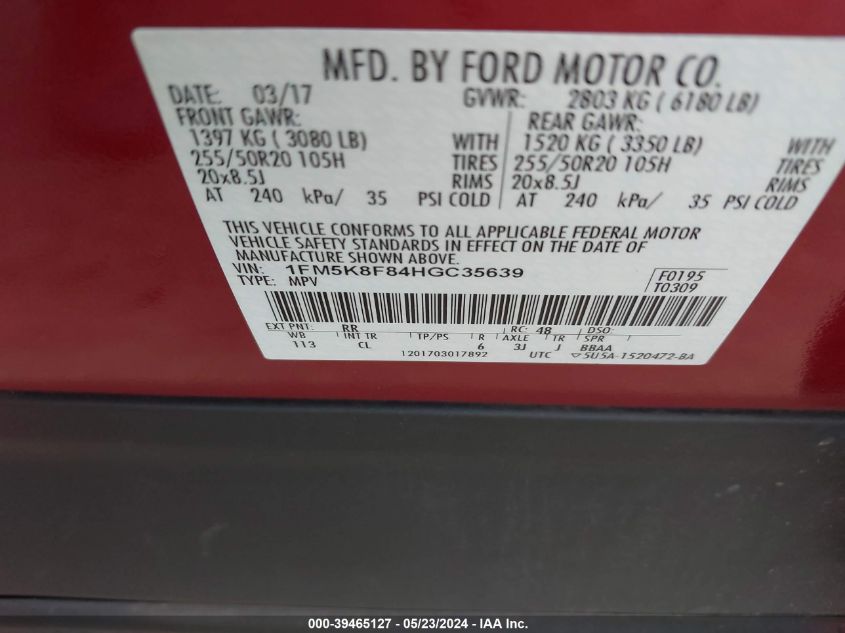 MFD. BY FORD MOTOR CO.
DATE: 03/17 GVWR: 2803 KG ( 6180 LB)
FRONT GAWR: REAR GAWR:
1397 KG ( 3080 LB) WITH 1520 KG ( 3350 LB) WITH
255/50R20 105H TIRES 255/50R20 105H TIRES
20x8.5J RIMS 20x8.5J RIMS
AT 240 kPa/ 35 PSI COLD AT 240 kPa/ 35 PSI COLD
THIS VEHICLE CONFORMS TO ALL APPLICABLE FEDERAL MOTOR
VEHICLE SAFETY STANDARDS IN EFFECT ON THE DATE OF
MANUFACTURE SHOWN ABOVE.
VIN: 1FM5K8F84HGC35639 F0195
TYPE: MPV T0309
EXT PNT: RR RC: 48 DSO:
WB INT TR TP/PS R AXLE TR SPR
113 CL 6 3J J BBAA
1201703017892 UTC ▽5U5A-1520472-BA
000-39465127 - 05/23/2024 - IAA Inc.